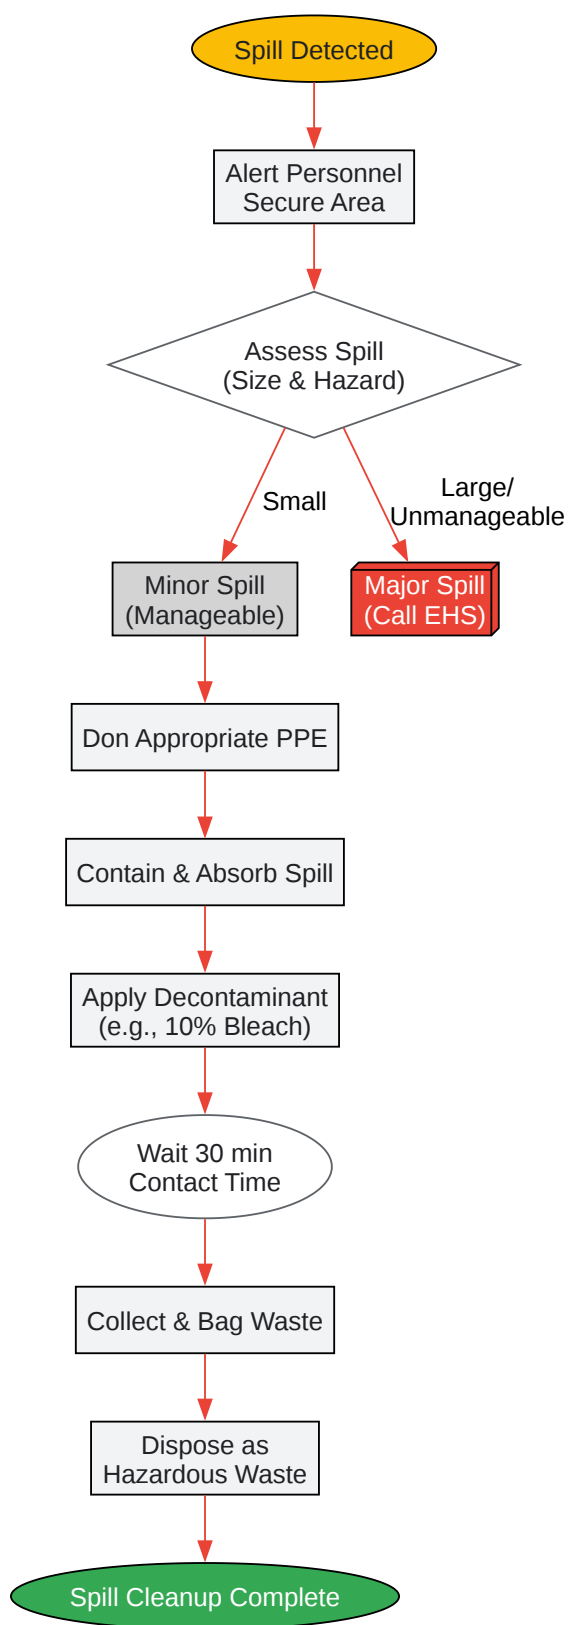 Spill Detected
Alert Personnel
Secure Area
Assess Spill
(Size & Hazard)
Small
Large/
Unmanageable
Minor Spill
(Manageable)
Major Spill
(Call EHS)
Don Appropriate PPE
Contain & Absorb Spill
Apply Decontaminant
(e.g., 10% Bleach)
Wait 30 min
Contact Time
Collect & Bag Waste
Dispose as
Hazardous Waste
Spill Cleanup Complete